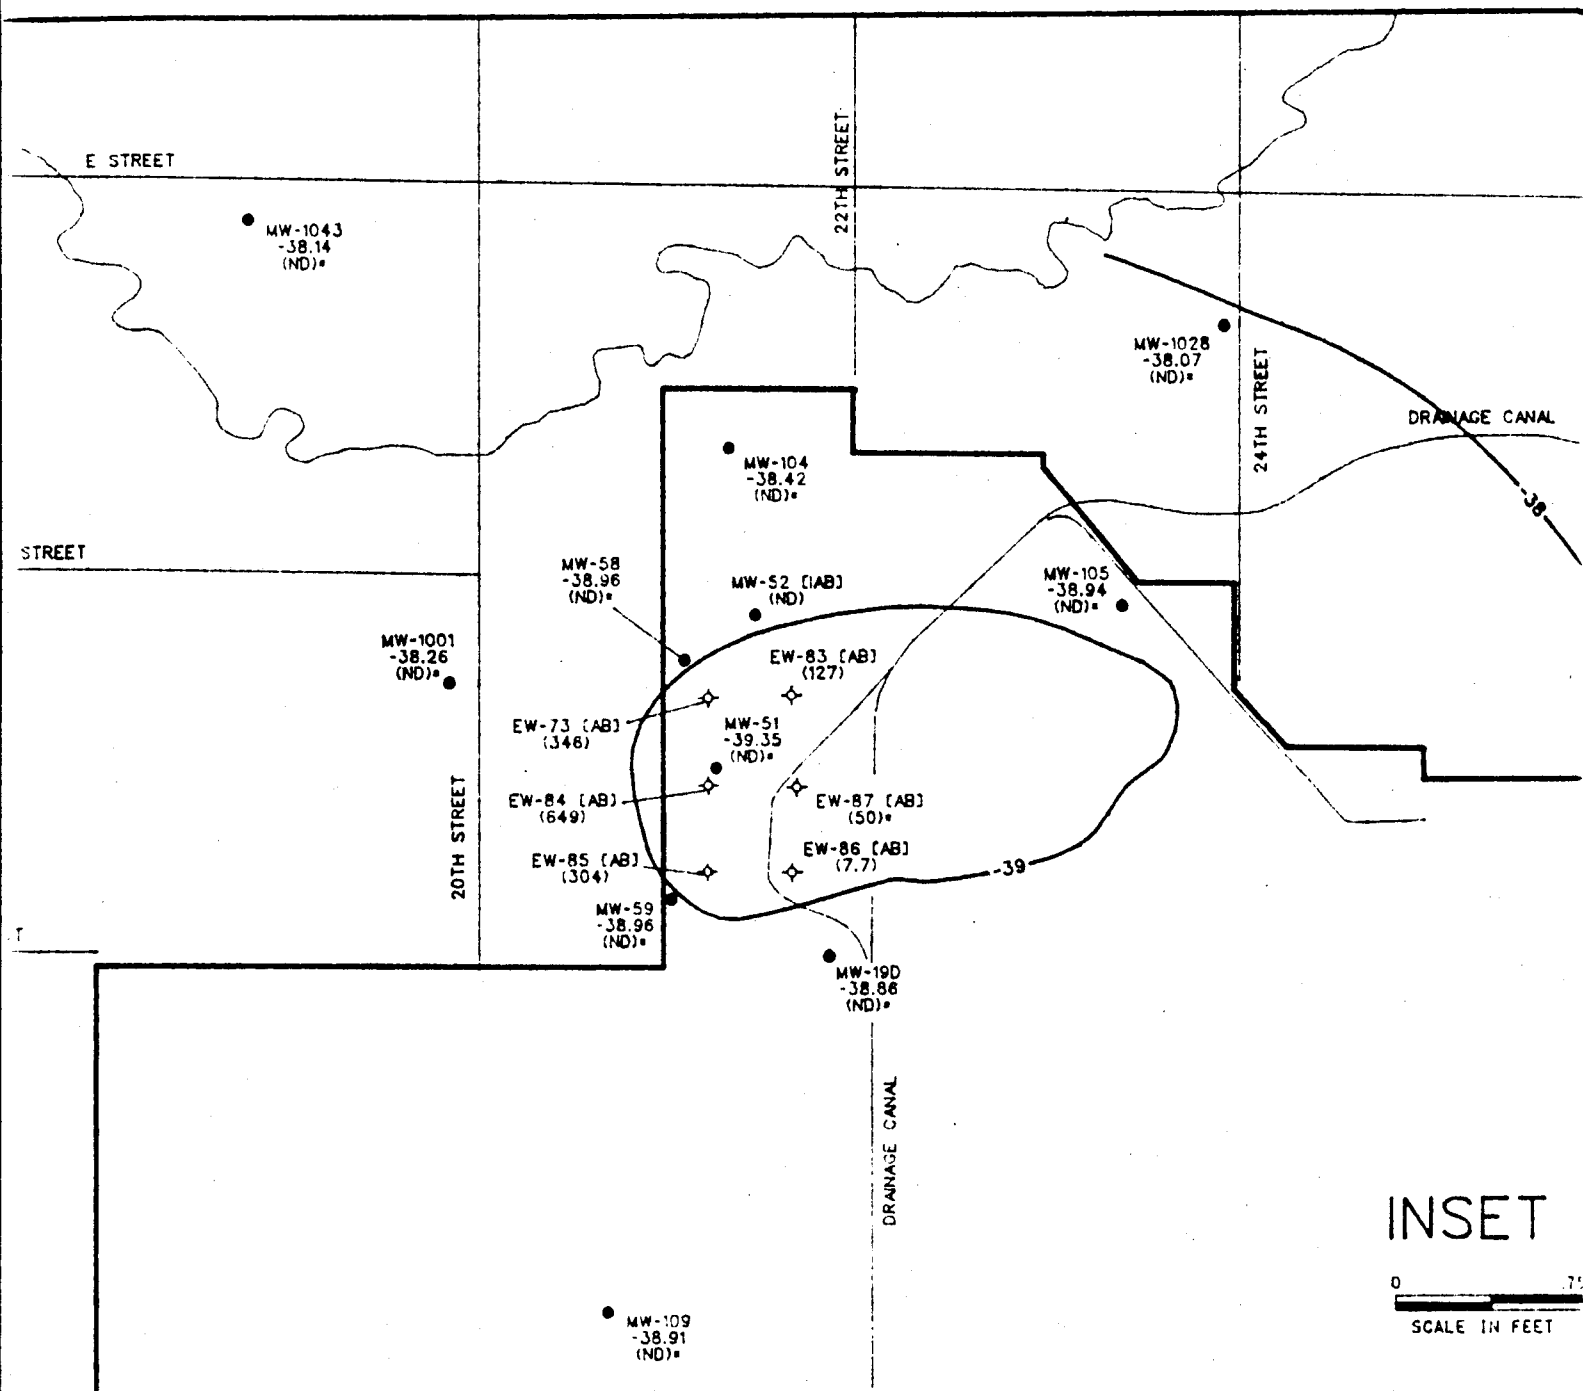 E STREET
22TH STREET
MW-1043
-38.14
(ND)*
MW-1028
-38.07
(ND)*
24TH STREET
DRAINAGE CANAL
MW-104
-38.42
(ND)*
-38
STREET
MW-58
-38.96
(ND)*
MW-52 [IAB]
(ND)
MW-105
-38.94
(ND)*
MW-1001
-38.26
(ND)*
EW-83 [AB]
(127)
EW-73 [AB]
(346)
MW-51
-39.35
(ND)*
20TH STREET
EW-84 [AB]
(649)
EW-87 [AB]
(50)*
EW-85 [AB]
(304)
EW-86 [AB]
(7.7)
-39
MW-59
-38.96
(ND)*
T
MW-19D
-38.86
(ND)*
DRAINAGE CANAL
INSET
0
SCALE IN FEET
MW-109
-38.91
(ND)*